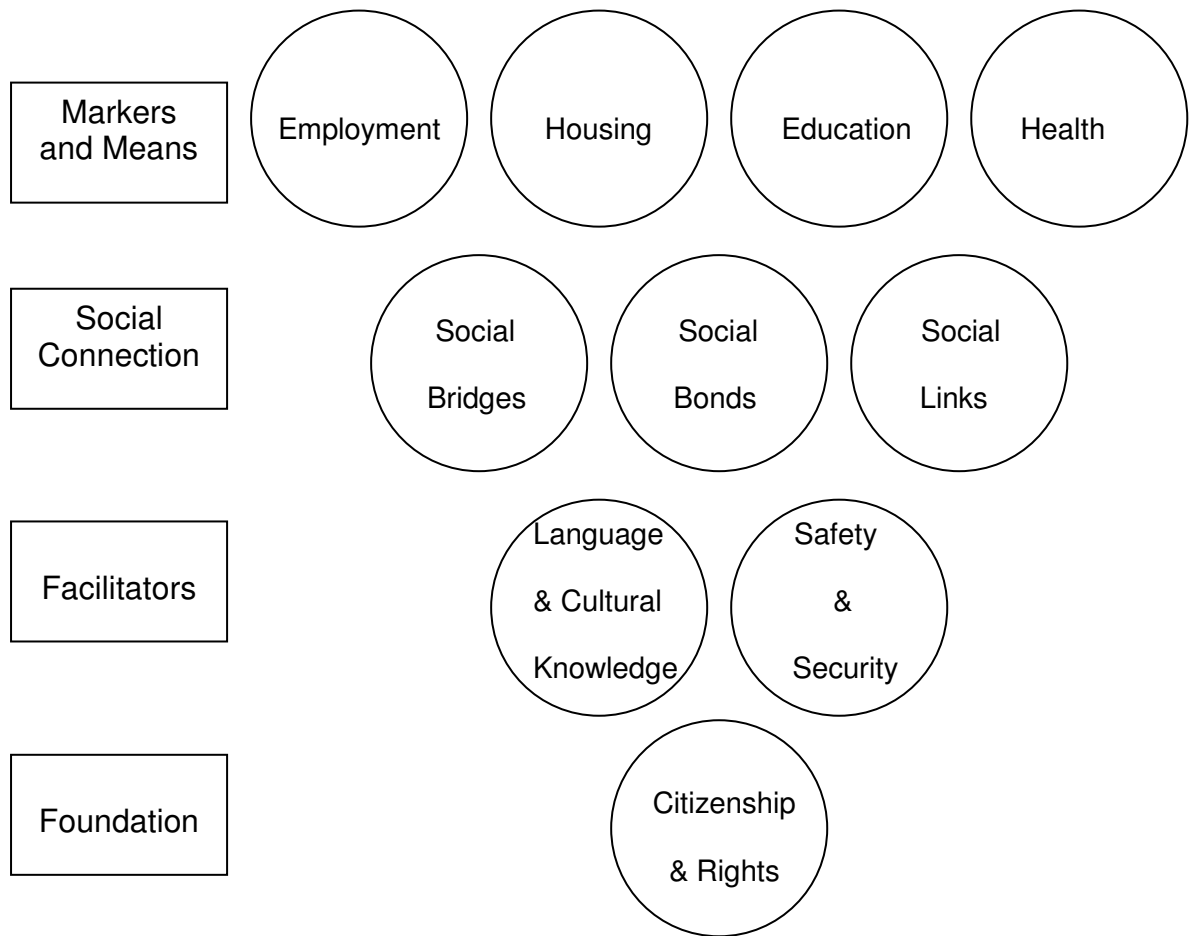 Markers
and Means
Employment
Housing
Education
Health
Social
Connection
Social
Bridges
Social
Bonds
Social
Links
Facilitators
Language
& Cultural
Knowledge
Safety
&
Security
Foundation
Citizenship
& Rights